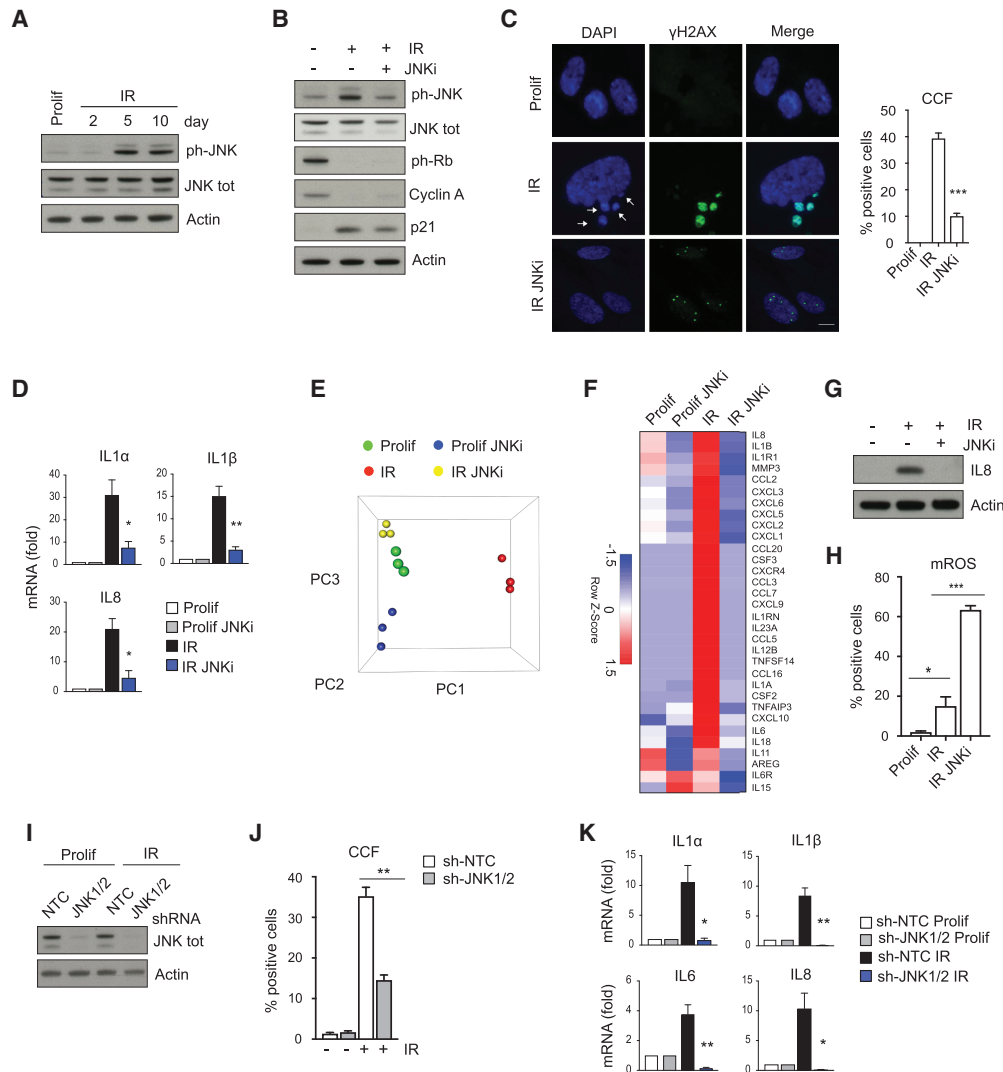 A
Prolif
IR
2 5 10 day
ph-JNK
JNK tot
Actin
B
- + + IR
- - + JNKi
ph-JNK
JNK tot
ph-Rb
Cyclin A
p21
Actin
C
DAPI γH2AX Merge
Prolif
IR
IR JNKi
CCF
% positive cells
50
40
30
20
10
0
***
Prolif
IR
IR JNKi
D
mRNA (fold)
IL1α
40
30
20
10
0
*
IL1β
20
15
10
5
0
**
IL8
30
20
10
0
*
Prolif
Prolif JNKi
IR
IR JNKi
E
Prolif Prolif JNKi
IR IR JNKi
PC3
PC2
PC1
F
Prolif
Prolif JNKi
IR
IR JNKi
-1.5
0
1.5
Row Z-Score
IL8
IL1B
IL1R1
MMP3
CCL2
CXCL3
CXCL6
CXCL5
CXCL2
CXCL1
CCL20
CSF3
CXCR4
CCL3
CCL7
CXCL9
IL1RN
IL23A
CCL5
IL12B
TNFSF14
CCL16
IL1A
CSF2
TNFAIP3
CXCL10
IL6
IL18
IL11
AREG
IL6R
IL15
G
- + + IR
- - + JNKi
IL8
Actin
H
mROS
% positive cells
80
60
40
20
0
*
***
Prolif
IR
IR JNKi
I
Prolif IR
NTC
JNK1/2
NTC
JNK1/2
shRNA
JNK tot
Actin
J
CCF
sh-NTC
sh-JNK1/2
% positive cells
40
30
20
10
0
**
- - + + IR
K
IL1α
mRNA (fold)
15
10
5
0
*
IL1β
15
10
5
0
**
IL6
mRNA (fold)
6
4
2
0
**
IL8
15
10
5
0
*
sh-NTC Prolif
sh-JNK1/2 Prolif
sh-NTC IR
sh-JNK1/2 IR